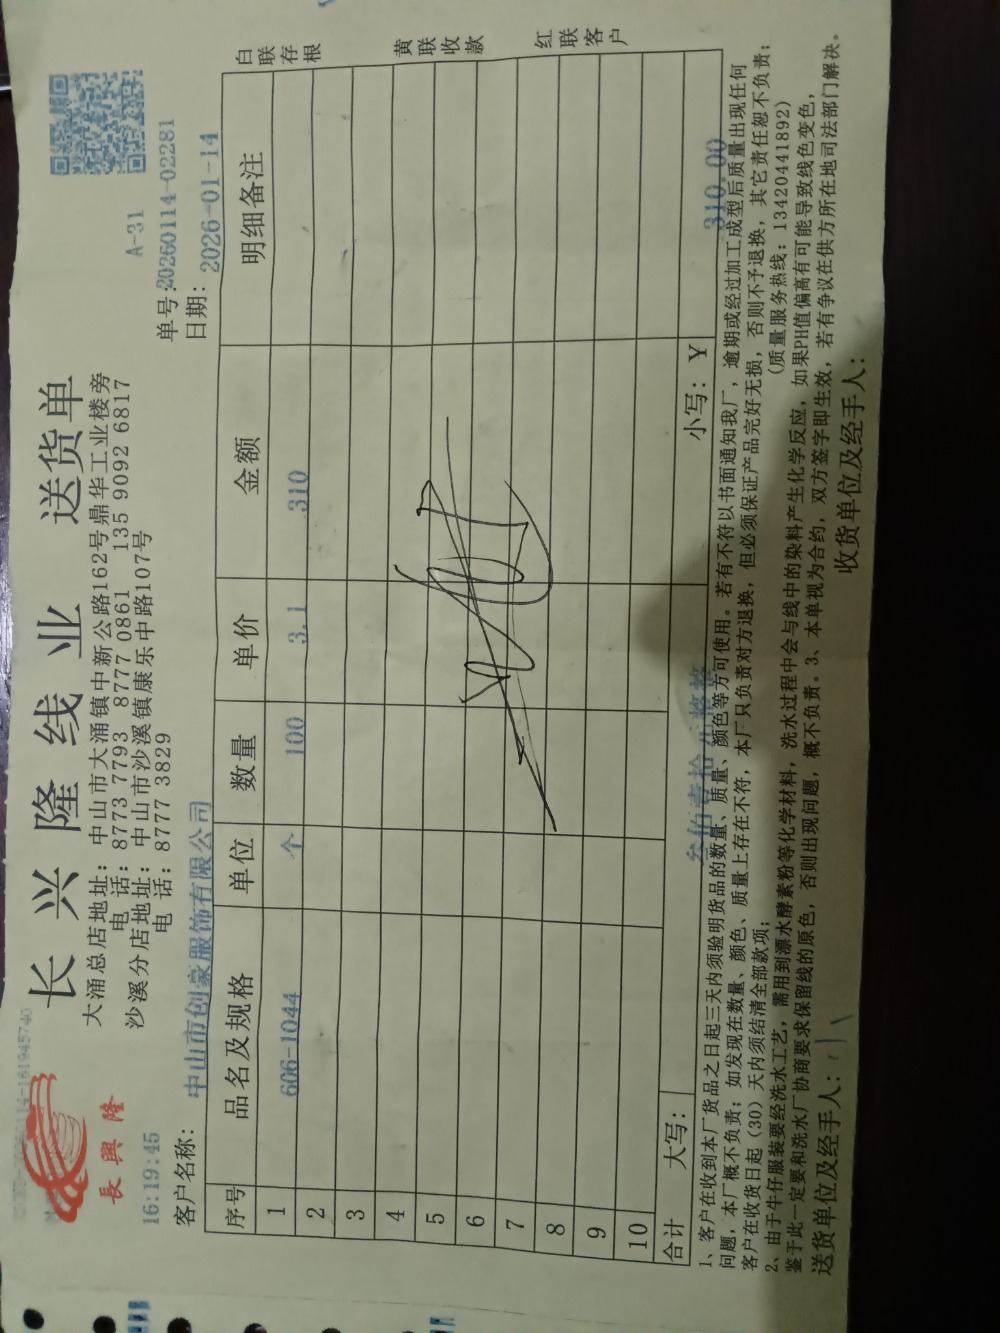 长兴隆线业 送货单
大涌总店地址：中山市大涌镇中新公路162号鼎华工业楼旁
电 话：8773 7793 8777 0861 135 9092 6817
沙溪分店地址：中山市沙溪镇康乐中路107号
电 话：8777 3829
長興隆
A-31
单号:20260114-02281
16:19:45
日期：2026-01-14
客户名称：中山市创豪服饰有限公司
序号 品名及规格 单位 数量 单价 金额 明细备注
1 606-1044 个 100 3.1 310
2
3
4
5
6
7
8
9
10
合计 大写：叁佰壹拾元整 小写：Y 310.00
白联存根
黄联收款
红联客户
1、客户在收到本厂货品之日起三天内须验明货品的数量、质量、颜色等方可使用。若有不符以书面通知我厂，逾期或经过加工成型后质量出现任何
问题，本厂概不负责；如发现在数量、颜色、质量上存在不符，本厂只负责对方退换，但必须保证产品完好无损，否则不予退换，其它责任恕不负责；
客户在收货日起（30）天内须结清全部款项； （质量服务热线：13420441892）
2、由于牛仔服装要经洗水工艺，需用到漂水酵素粉等化学材料，洗水过程中会与线中的染料产生化学反应，如果PH值偏高有可能导致线色变色，
鉴于此一定要和洗水厂协商要求保留线的原色，否则出现问题，概不负责。3、本单视为合约，双方签字即生效，若有争议在供方所在地司法部门解决。
送货单位及经手人： 收货单位及经手人：